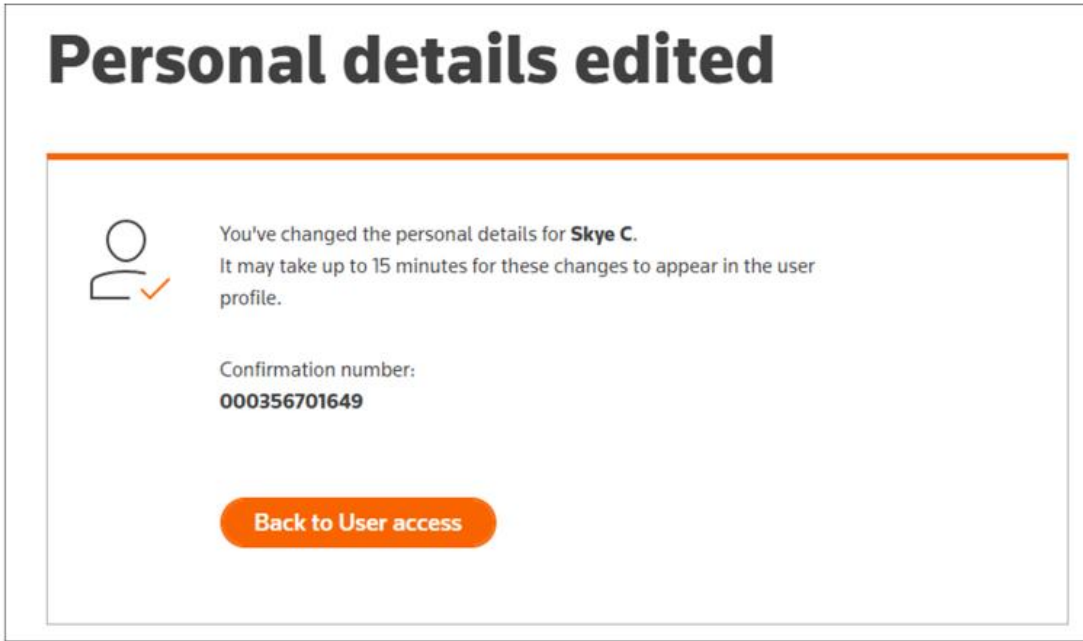 Personal details edited
You've changed the personal details for Skye C.
It may take up to 15 minutes for these changes to appear in the user
profile.
Confirmation number:
000356701649
Back to User access